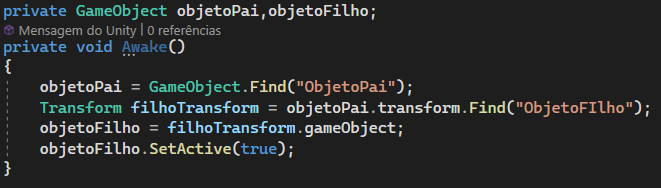 private GameObject objetoPai,objetoFilho;
Mensagem do Unity | 0 referências
private void Awake()
{
objetoPai = GameObject.Find("ObjetoPai");
Transform filhoTransform = objetoPai.transform.Find("ObjetoFIlho");
objetoFilho = filhoTransform.gameObject;
objetoFilho.SetActive(true);
}